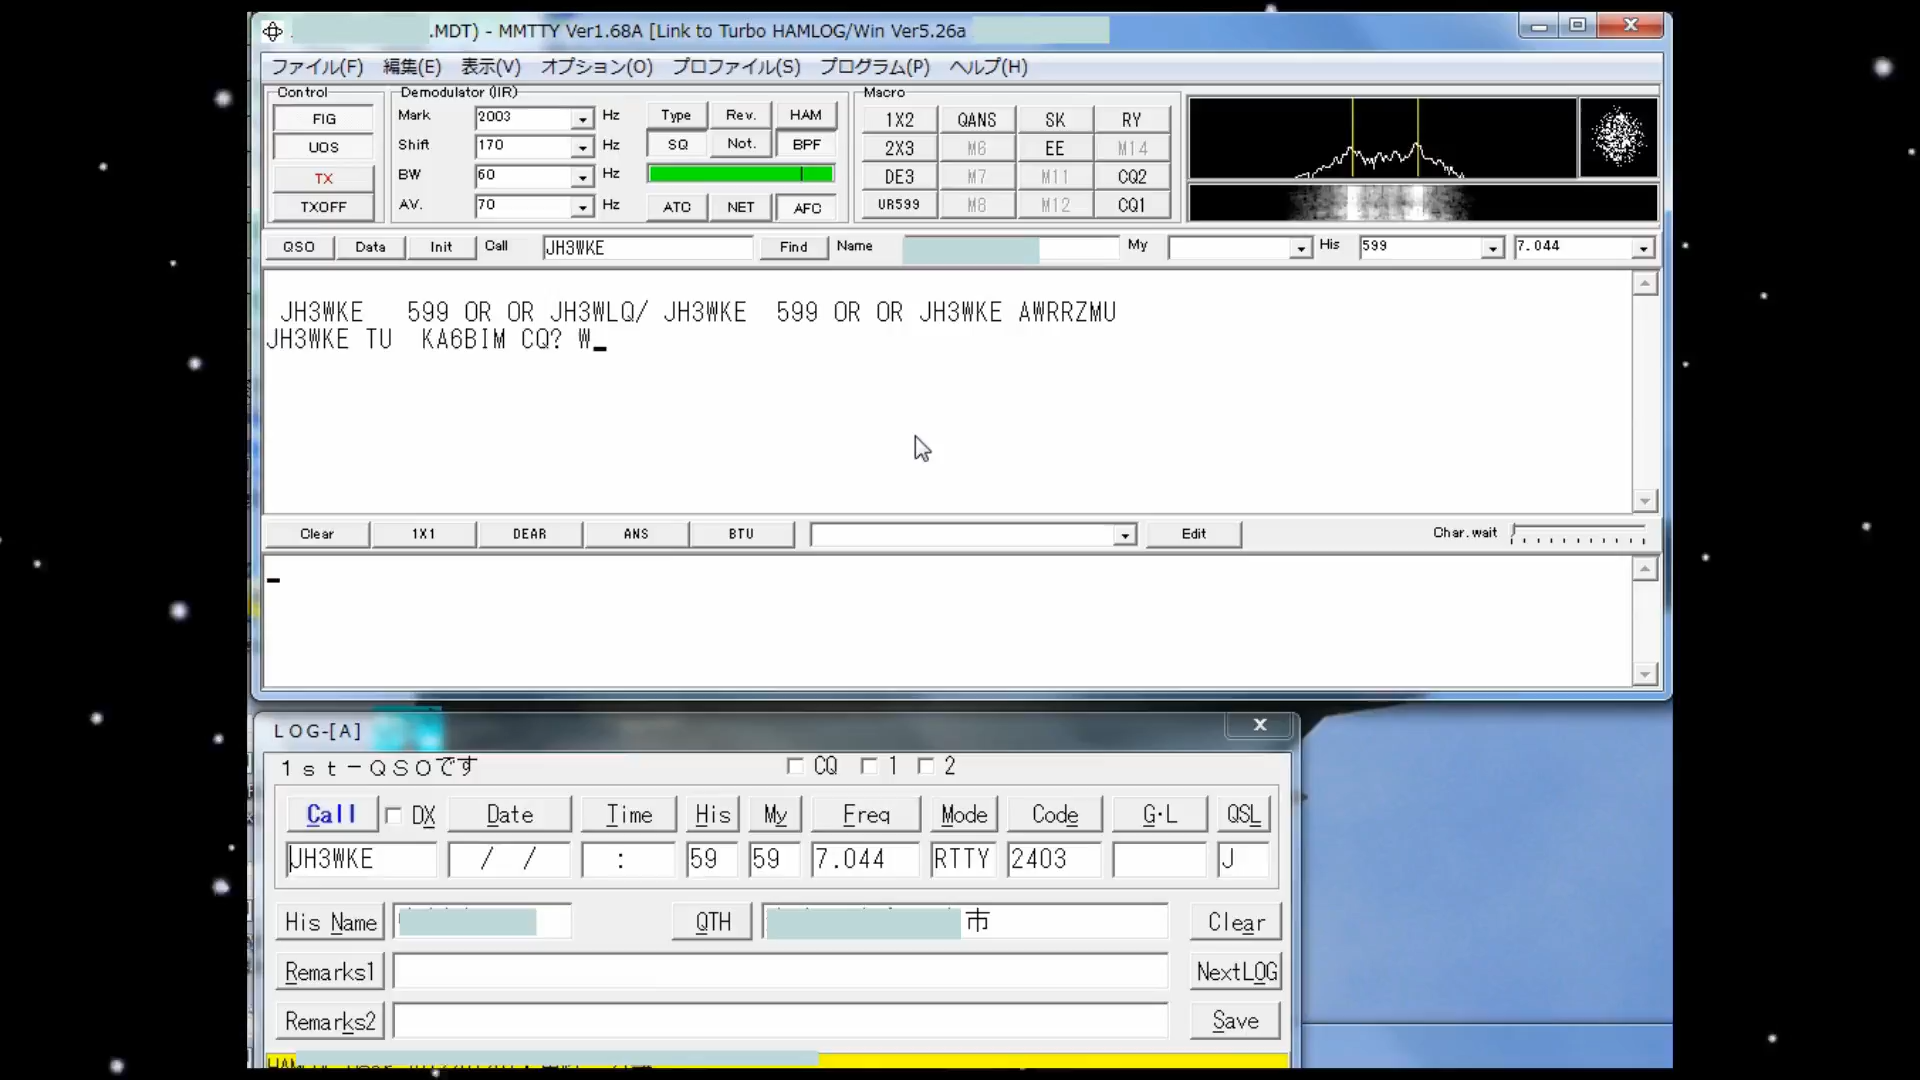 .MDT) - MMTTY Ver1.68A [Link to Turbo HAMLOG/Win Ver5.26a
ファイル(F) 編集(E) 表示(V) オプション(O) プロファイル(S) プログラム(P) ヘルプ(H)
Control Demodulator (IIR) Macro
FIG Mark 2003 Hz Type Rev. HAM 1X2 QANS SK RY
UOS Shift 170 Hz SQ Not. BPF 2X3 M6 EE M14
TX BW 60 Hz DE3 M7 M11 CQ2
TXOFF AV. 70 Hz ATC NET AFC UR599 M8 M12 CQ1
QSO Data Init Call JH3WKE Find Name My His 599 7.044
JH3WKE 599 OR OR JH3WLQ/ JH3WKE 599 OR OR JH3WKE AWRRZMU
JH3WKE TU KA6BIM CQ? W_
Clear 1X1 DEAR ANS BTU Edit Char.wait
LOG-[A]
1st-QSOです CQ 1 2
Call DX Date Time His My Freq Mode Code G·L QSL
JH3WKE / / : 59 59 7.044 RTTY 2403 J
His Name QTH 市 Clear
Remarks1 NextLOG
Remarks2 Save